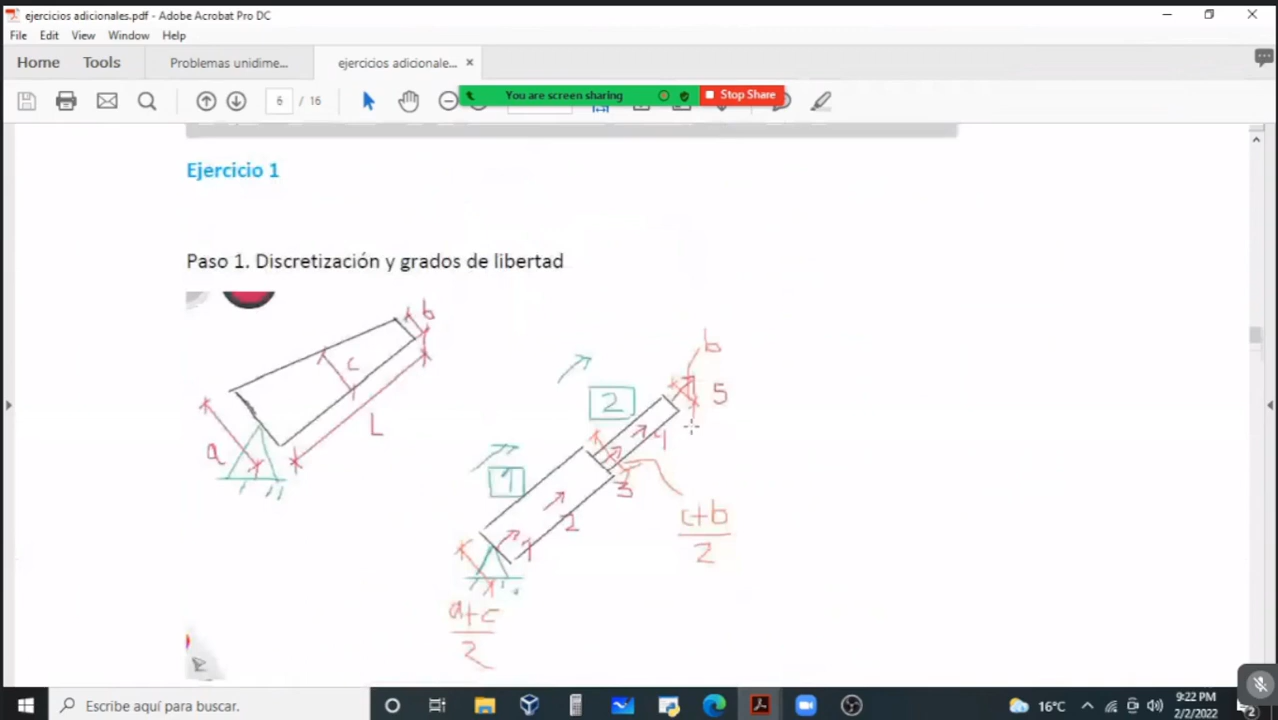 ejercicios adicionales.pdf - Adobe Acrobat Pro DC
File Edit View Window Help
Home Tools Problemas unidime... ejercicios adicionale... ×
6 / 16
You are screen sharing Stop Share
Ejercicio 1
Paso 1. Discretización y grados de libertad
b
c
a
L
b
2
5
4
1
3
2
c+b
2
1
a+c
2
Escribe aquí para buscar.
16°C
9:22 PM
2/2/2022
2